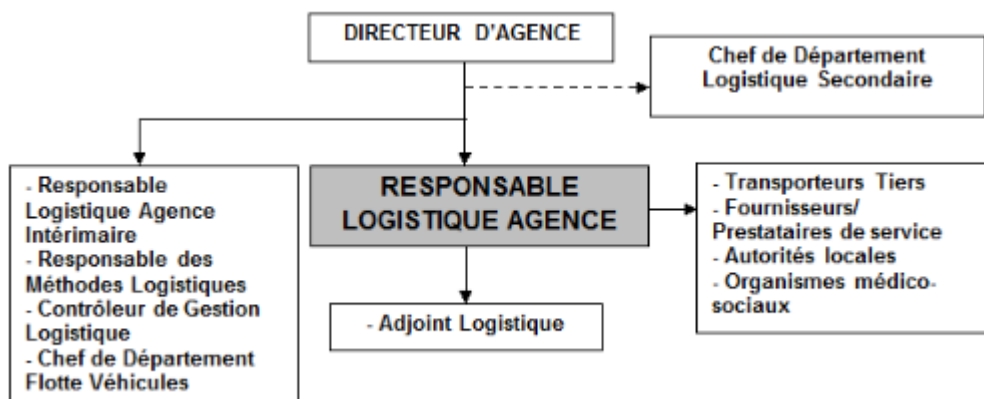 DIRECTEUR D'AGENCE
Chef de Département
Logistique Secondaire
- Responsable
Logistique Agence
Intérimaire
- Responsable des
Méthodes Logistiques
- Contrôleur de Gestion
Logistique
- Chef de Département
Flotte Véhicules
RESPONSABLE
LOGISTIQUE AGENCE
- Transporteurs Tiers
- Fournisseurs/
Prestataires de service
- Autorités locales
- Organismes médico-
sociaux
- Adjoint Logistique